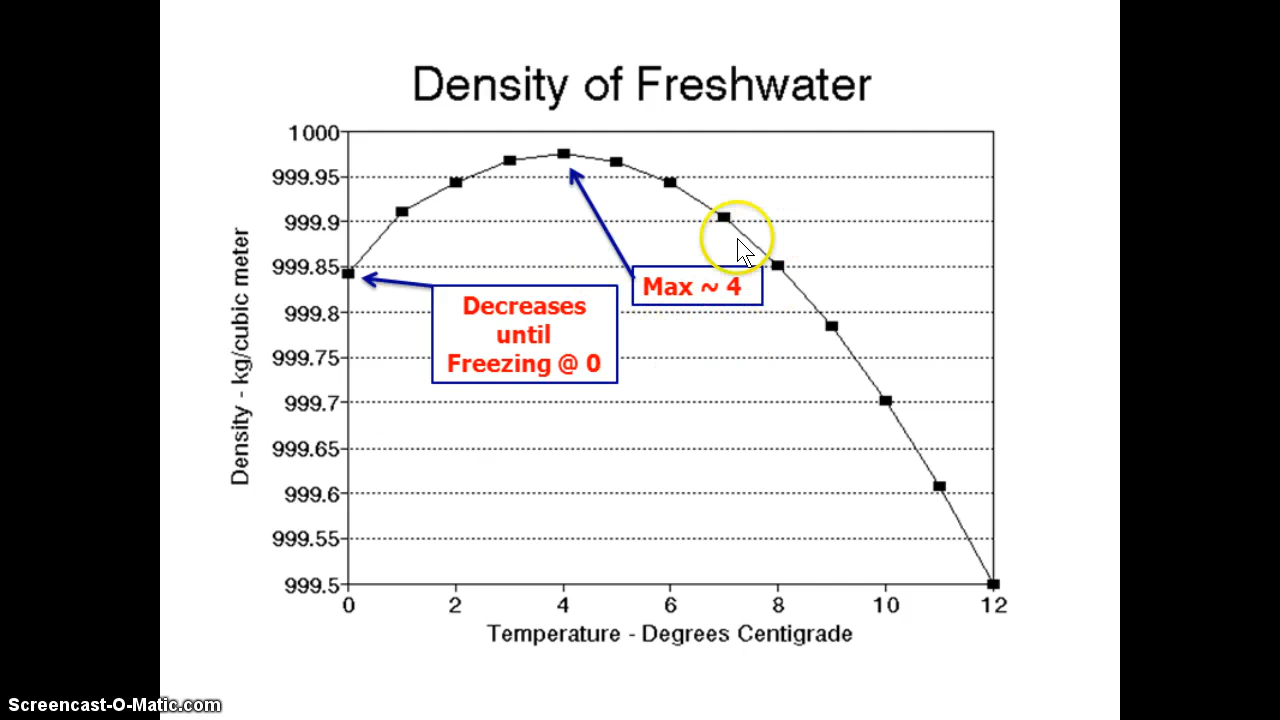 Density of Freshwater
1000
999.95
999.9
999.85
999.8
999.75
999.7
999.65
999.6
999.55
999.5
Density - kg/cubic meter
Max ~ 4
Decreases
until
Freezing @ 0
0 2 4 6 8 10 12
Temperature - Degrees Centigrade
Screencast-O-Matic.com